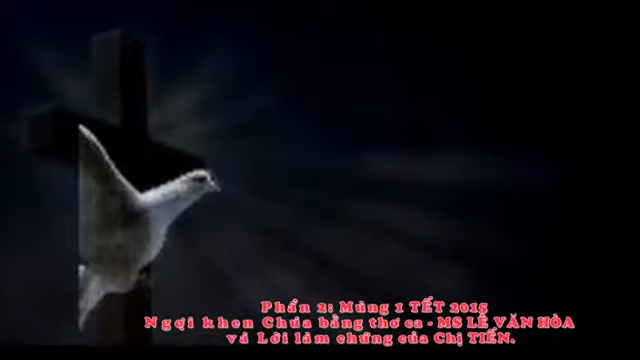 Phần 2: Mùng 1 TẾT 2015
Ngợi khen Chúa bằng thơ ca - MS LÊ VĂN HÒA
và Lời làm chứng của Chị TIẾN.